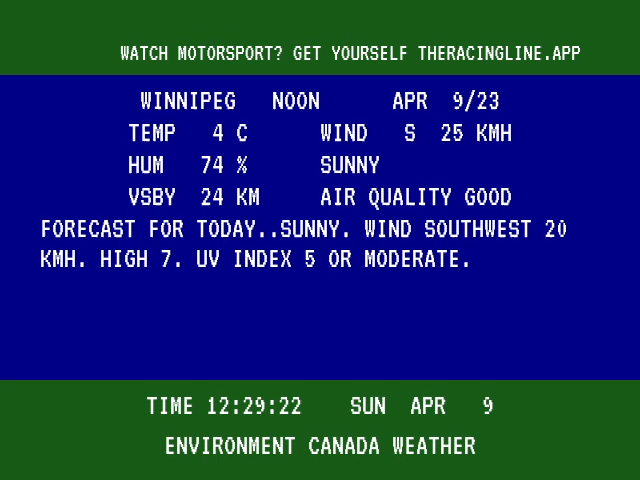 WATCH MOTORSPORT? GET YOURSELF THERACINGLINE.APP
WINNIPEG NOON APR 9/23
TEMP 4 C WIND S 25 KMH
HUM 74 % SUNNY
VSBY 24 KM AIR QUALITY GOOD
FORECAST FOR TODAY..SUNNY. WIND SOUTHWEST 20
KMH. HIGH 7. UV INDEX 5 OR MODERATE.
TIME 12:29:22 SUN APR 9
ENVIRONMENT CANADA WEATHER